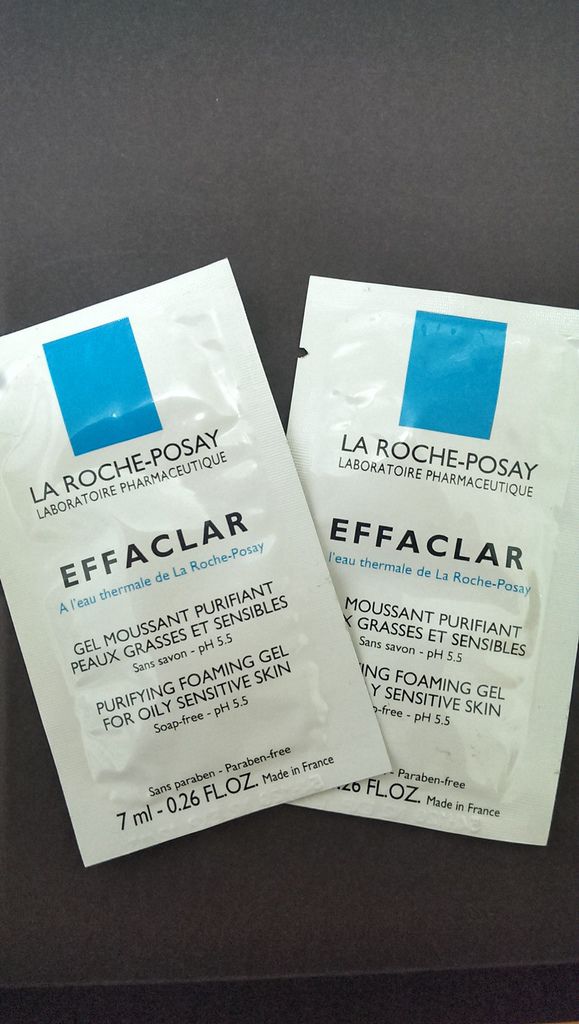 LA ROCHE-POSAY
LABORATOIRE PHARMACEUTIQUE
EFFACLAR
A l'eau thermale de La Roche-Posay
GEL MOUSSANT PURIFIANT
PEAUX GRASSES ET SENSIBLES
Sans savon - pH 5.5
PURIFYING FOAMING GEL
FOR OILY SENSITIVE SKIN
Soap-free - pH 5.5
Sans paraben - Paraben-free
7 ml - 0.26 FL.OZ. Made in France
LA ROCHE-POSAY
LABORATOIRE PHARMACEUTIQUE
EFFACLAR
l'eau thermale de La Roche-Posay
MOUSSANT PURIFIANT
X GRASSES ET SENSIBLES
Sans savon - pH 5.5
ING FOAMING GEL
Y SENSITIVE SKIN
-free - pH 5.5
- Paraben-free
.26 FL.OZ. Made in France